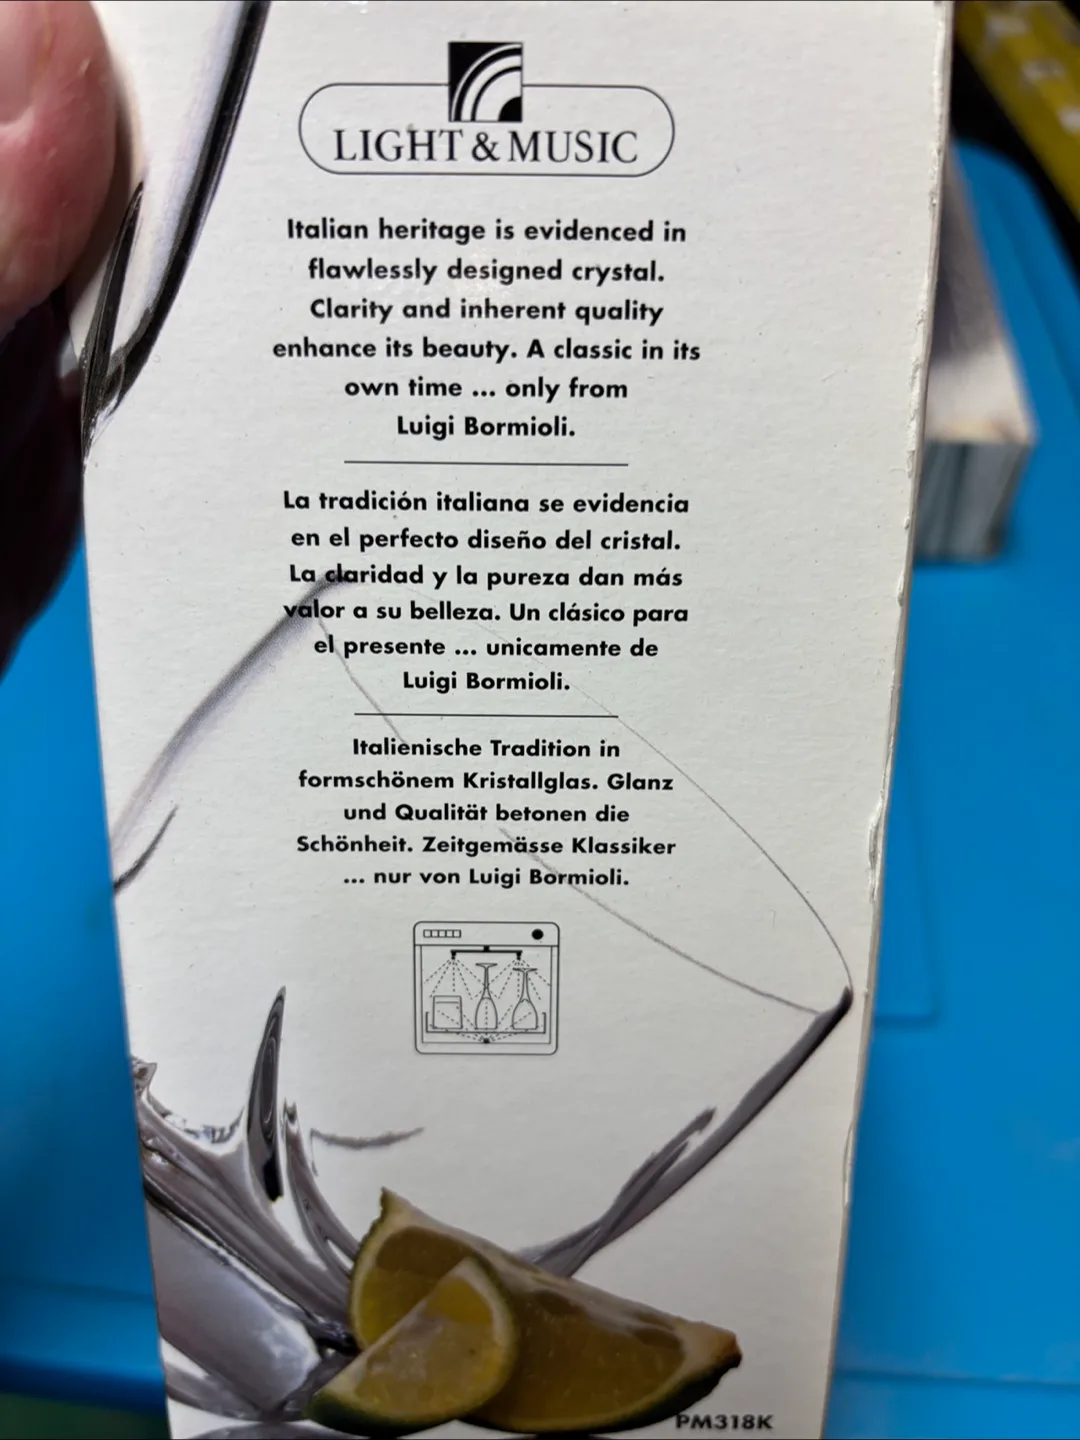 LIGHT & MUSIC
Italian heritage is evidenced in
flawlessly designed crystal.
Clarity and inherent quality
enhance its beauty. A classic in its
own time ... only from
Luigi Bormioli.
La tradición italiana se evidencia
en el perfecto diseño del cristal.
La claridad y la pureza dan más
valor a su belleza. Un clásico para
el presente ... unicamente de
Luigi Bormioli.
Italienische Tradition in
formschönem Kristallglas. Glanz
und Qualität betonen die
Schönheit. Zeitgemässe Klassiker
... nur von Luigi Bormioli.
PM318K